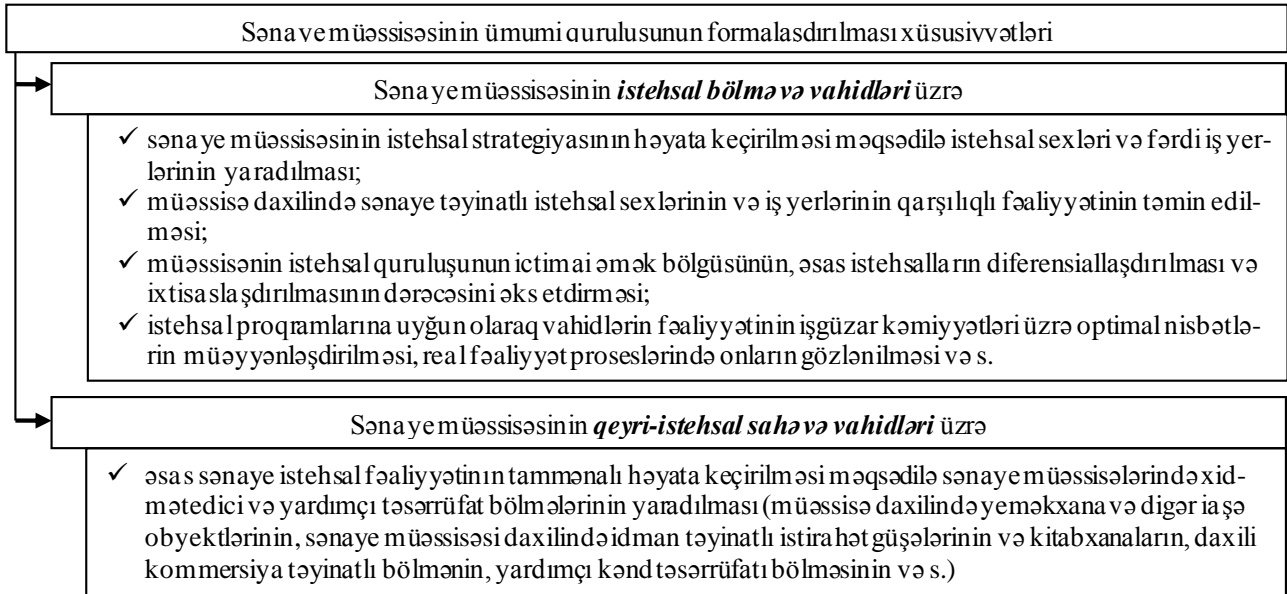 Sənaye müəssisəsinin ümumi quruluşunun formalaşdırılması xüsusiyyətləri
Sənaye müəssisəsinin istehsal bölmə və vahidləri üzrə
✓ sənaye müəssisəsinin istehsal strategiyasının həyata keçirilməsi məqsədilə istehsal sexləri və fərdi iş yer-
lərinin yaradılması;
✓ müəssisə daxilində sənaye təyinatlı istehsal sexlərinin və iş yerlərinin qarşılıqlı fəaliyyətinin təmin edil-
məsi;
✓ müəssisənin istehsal quruluşunun ictimai əmək bölgüsünün, əsas istehsalların diferensiallaşdırılması və
ixtisaslaşdırılmasının dərəcəsini əks etdirməsi;
✓ istehsal proqramlarına uyğun olaraq vahidlərin fəaliyyətinin işgüzar kəmiyyətləri üzrə optimal nisbətlə-
rin müəyyənləşdirilməsi, real fəaliyyət proseslərində onların gözlənilməsi və s.
Sənaye müəssisəsinin qeyri-istehsal sahə və vahidləri üzrə
✓ əsas sənaye istehsal fəaliyyətinın tammənalı həyata keçirilməsi məqsədilə sənaye müəssisələrində xid-
mətedici və yardımçı təsərrüfat bölmələrinin yaradılması (müəssisə daxilində yeməkxana və digər iaşə
obyektlərinin, sənaye müəssisəsi daxilində idman təyinatlı istirahət güşələrinin və kitabxanaların, daxili
kommersiya təyinatlı bölmənin, yardımçı kənd təsərrüfatı bölməsinin və s.)